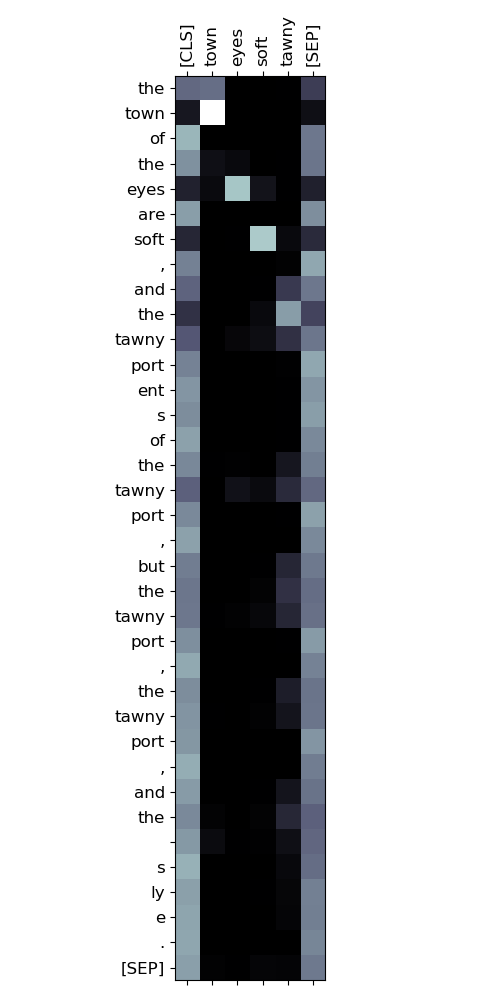 [CLS] town eyes soft tawny [SEP]
the
town
of
the
eyes
are
soft
,
and
the
tawny
port
ent
s
of
the
tawny
port
,
but
the
tawny
port
,
the
tawny
port
,
and
the
s
ly
e
.
[SEP]